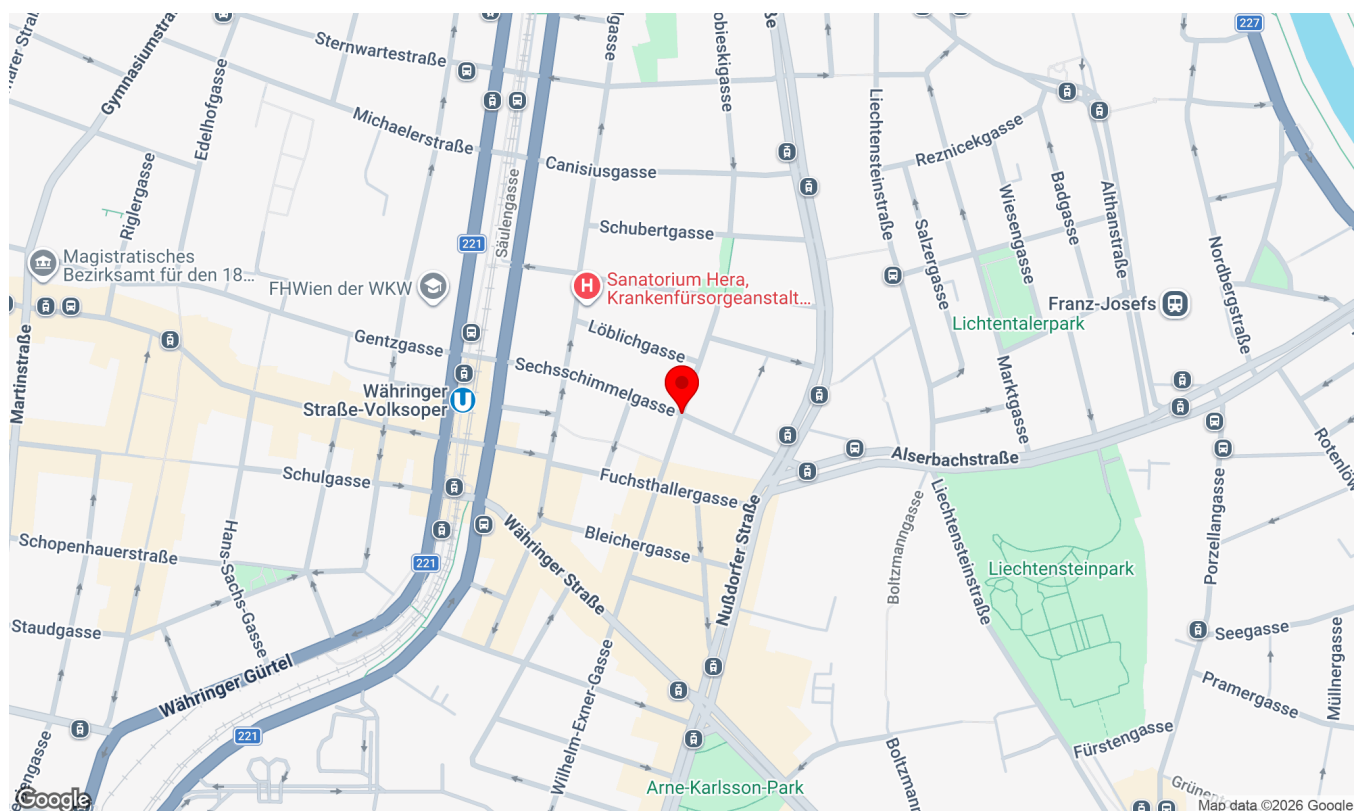 Sternwartestraße
Gymnasiumstraße
Edelhofgasse
Michaelerstraße
Riglergasse
221
Säulengasse
Canisiusgasse
Schubertgasse
Liechtensteinstraße
Reznicekgasse
Wiesengasse
Badgasse
Althanstraße
Salzergasse
Nordbergstraße
227
Magistratisches
Bezirksamt für den 18...
FHWien der WKW
Sanatorium Hera,
Krankenfürsorgeanstalt...
Franz-Josefs
Lichtentalerpark
Löblichgasse
Gentzgasse
Sechsschimmelgasse
Martinstraße
Marktgasse
Währinger
Straße-Volksoper
U
Alserbachstraße
Schulgasse
Fuchsthallergasse
Schopenhauerstraße
Hans-Sachs-Gasse
Währinger Straße
Bleichergasse
Nußdorfer Straße
Boltzmanngasse
Liechtensteinstraße
Liechtensteinpark
Porzellangasse
221
Staudgasse
Währinger Gürtel
221
Wilhelm-Exner-Gasse
Seegasse
Pramergasse
Müllnergasse
Fürstengasse
Arne-Karlsson-Park
Google
Map data ©2026 Google